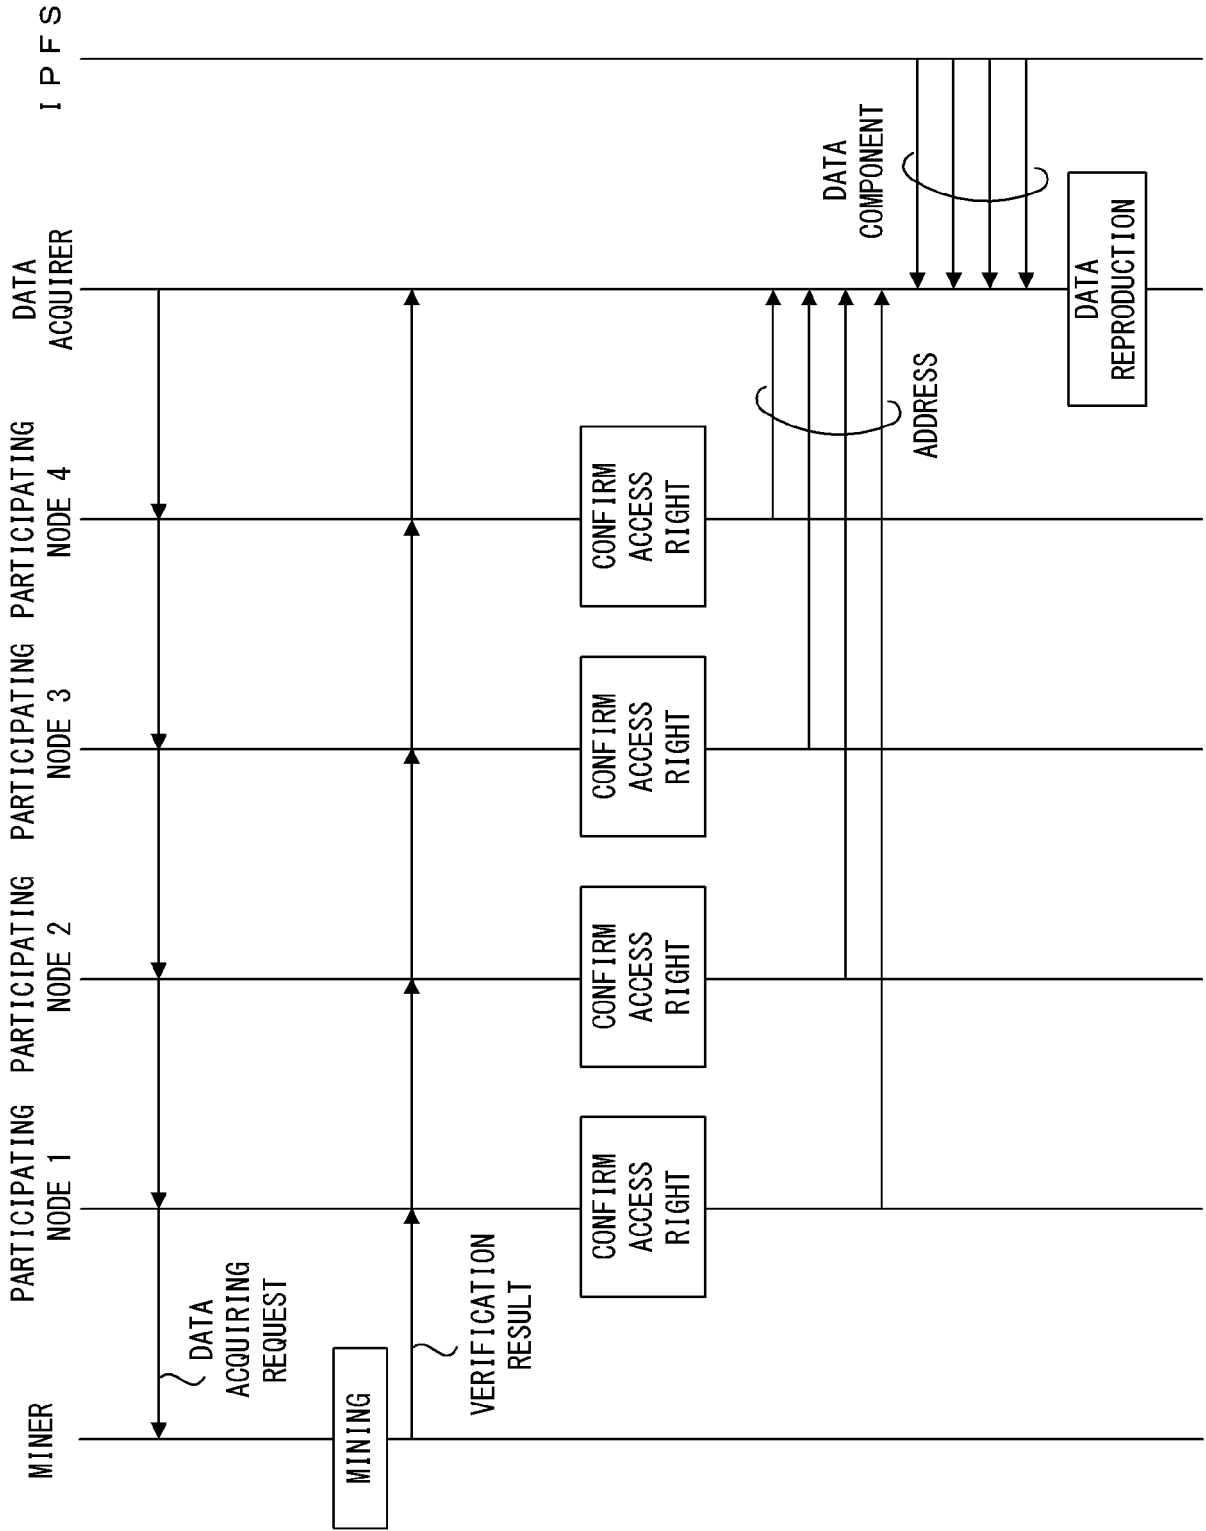 MINER
PARTICIPATING
NODE 1
PARTICIPATING
NODE 2
PARTICIPATING
NODE 3
PARTICIPATING
NODE 4
DATA
ACQUIRER
IPFS
DATA
ACQUIRING
REQUEST
MINING
VERIFICATION
RESULT
CONFIRM
ACCESS
RIGHT
CONFIRM
ACCESS
RIGHT
CONFIRM
ACCESS
RIGHT
CONFIRM
ACCESS
RIGHT
ADDRESS
DATA
COMPONENT
DATA
REPRODUCTION